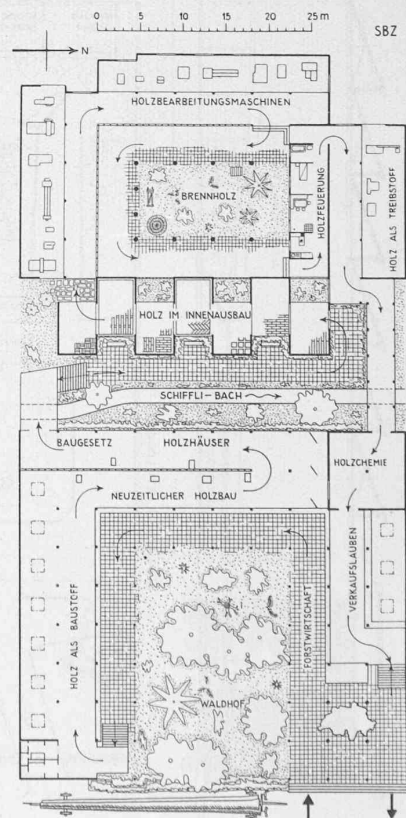 0 5 10 15 20 25 m
SBZ
N
HOLZBEARBEITUNGSMASCHINEN
BRENNHOLZ
HOLZFEUERUNG
HOLZ ALS TREIBSTOFF
HOLZ IM INNENAUSBAU
SCHIFFLI-BACH
BAUGESETZ
HOLZHÄUSER
HOLZCHEMIE
NEUZEITLICHER HOLZBAU
HOLZ ALS BAUSTOFF
FORSTWIRTSCHAFT
VERKAUFSLAUBEN
WALDHOF